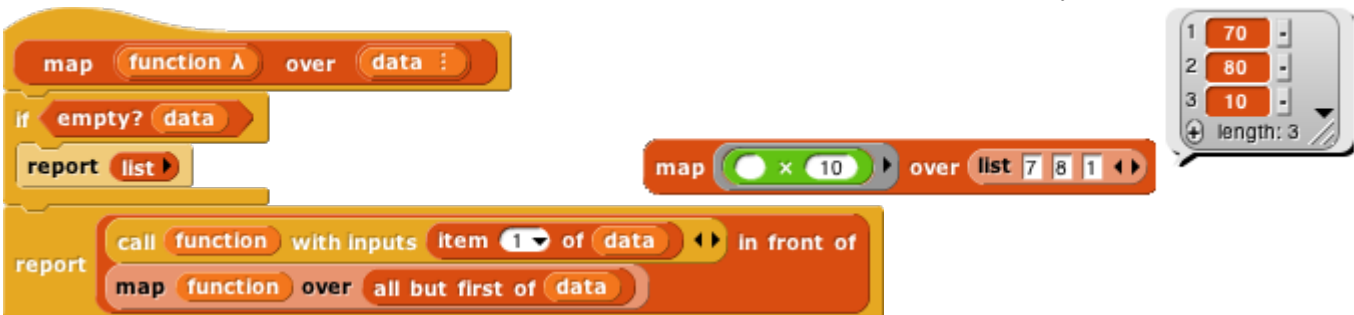 map function λ over data ⋮
if empty? data
report list
report call function with inputs item 1 of data in front of
map function over all but first of data
map × 10 over list 7 8 1
1 70 -
2 80 -
3 10 -
+ length: 3